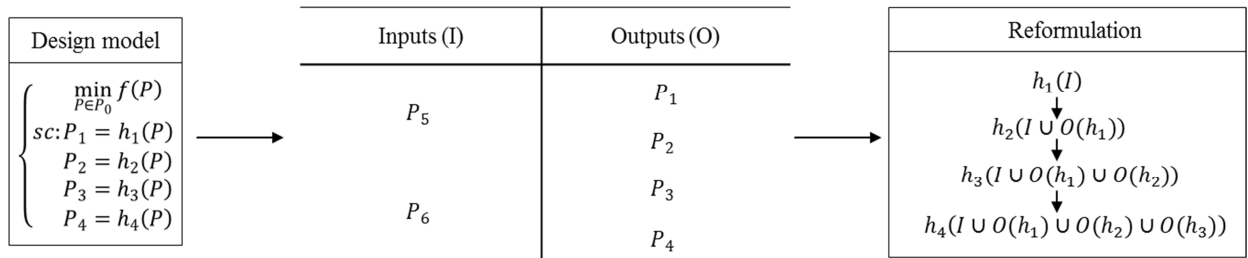 Design model
min f(P)
P∈P₀
sc: P₁ = h₁(P)
P₂ = h₂(P)
P₃ = h₃(P)
P₄ = h₄(P)
Inputs (I)
Outputs (O)
P₅
P₆
P₁
P₂
P₃
P₄
Reformulation
h₁(I)
h₂(I ∪ O(h₁))
h₃(I ∪ O(h₁) ∪ O(h₂))
h₄(I ∪ O(h₁) ∪ O(h₂) ∪ O(h₃))